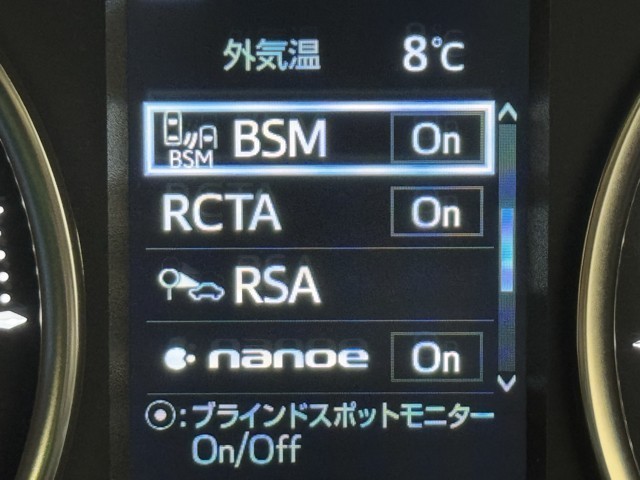 外気温 8℃
BSM BSM On
RCTA On
RSA
nanoe On
⦿:ブラインドスポットモニター
On/Off